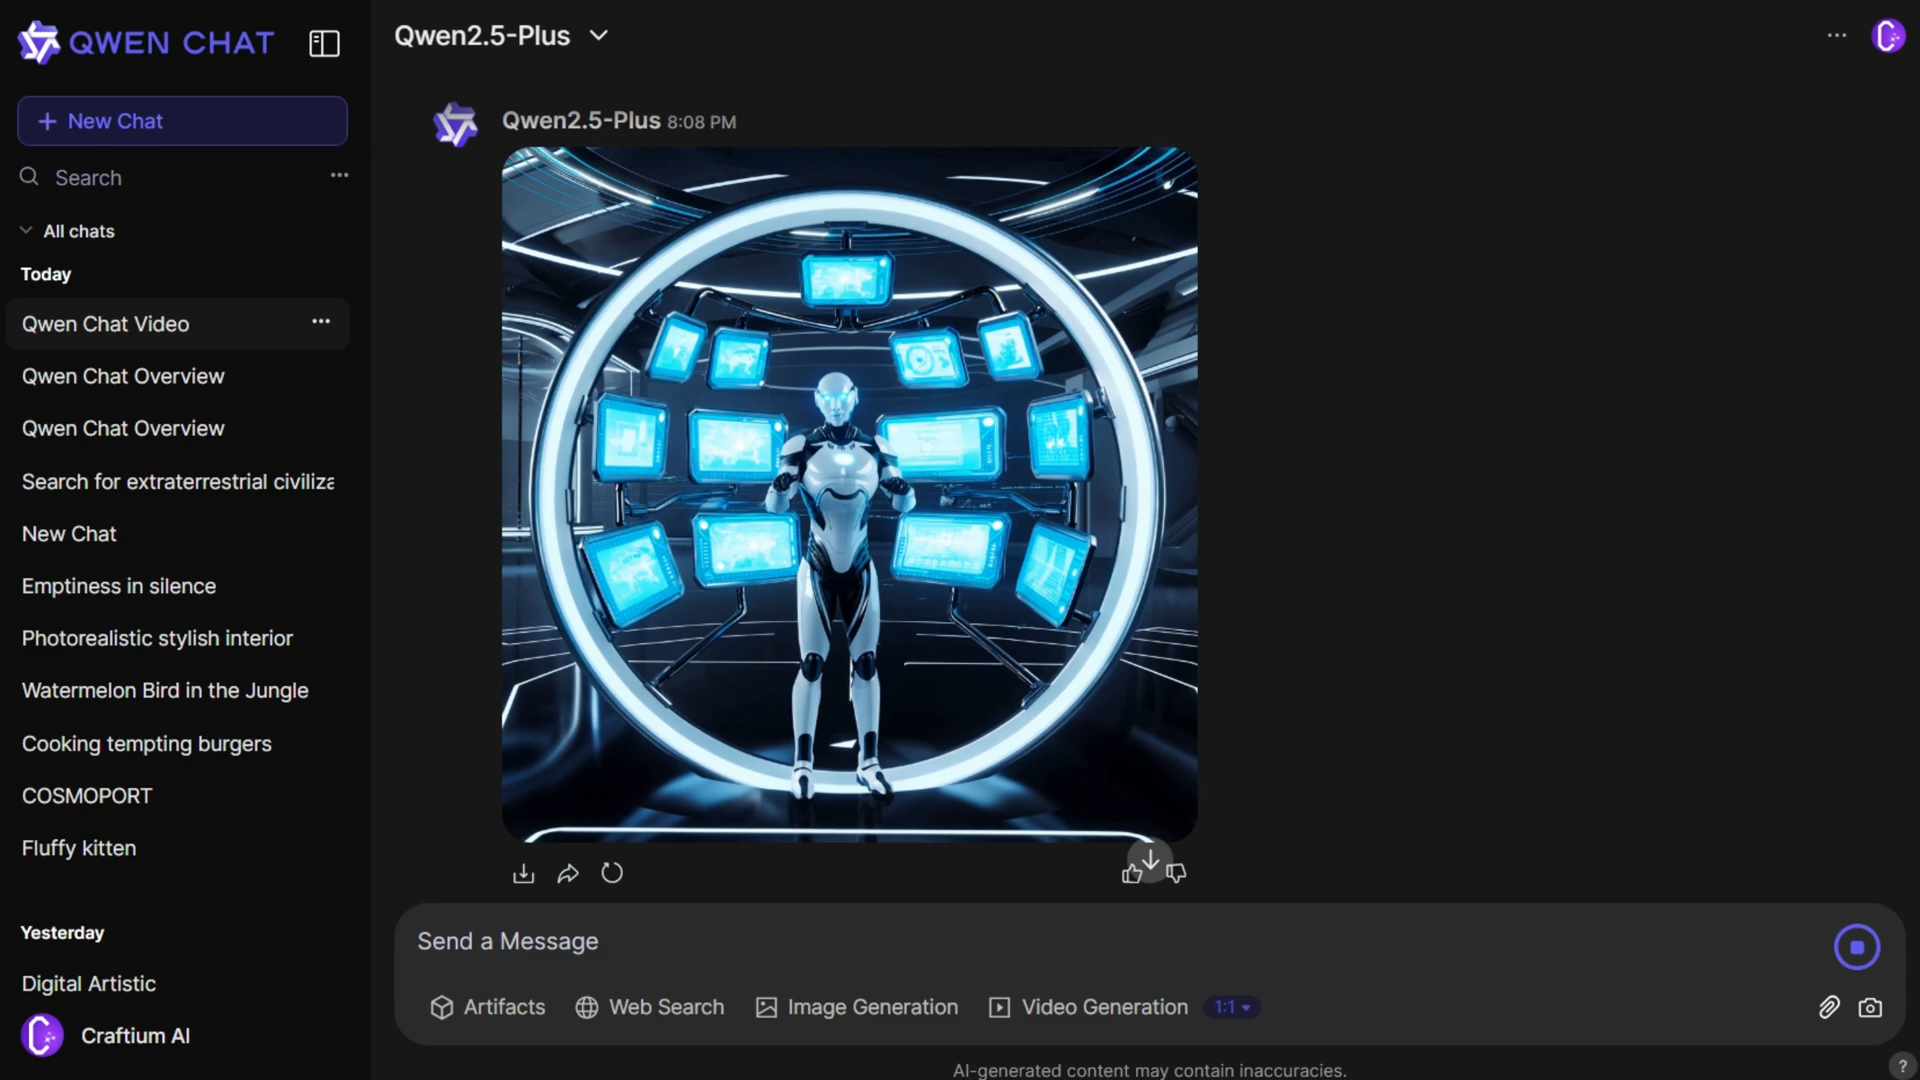 QWEN CHAT
New Chat
Search
All chats
Today
Qwen Chat Video
Qwen Chat Overview
Qwen Chat Overview
Search for extraterrestrial civiliza
New Chat
Emptiness in silence
Photorealistic stylish interior
Watermelon Bird in the Jungle
Cooking tempting burgers
COSMOPORT
Fluffy kitten
Yesterday
Digital Artistic
Craftium AI
Qwen2.5-Plus
Qwen2.5-Plus 8:08 PM
Send a Message
Artifacts Web Search Image Generation Video Generation 1:1
AI-generated content may contain inaccuracies.
?